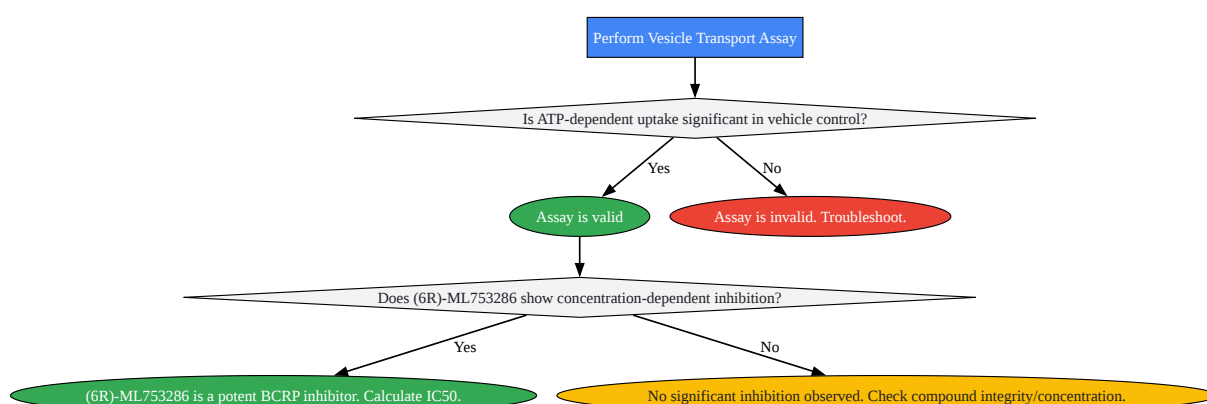 Perform Vesicle Transport Assay
Is ATP-dependent uptake significant in vehicle control?
Yes
No
Assay is valid
Assay is invalid. Troubleshoot.
Does (6R)-ML753286 show concentration-dependent inhibition?
Yes
No
(6R)-ML753286 is a potent BCRP inhibitor. Calculate IC50.
No significant inhibition observed. Check compound integrity/concentration.